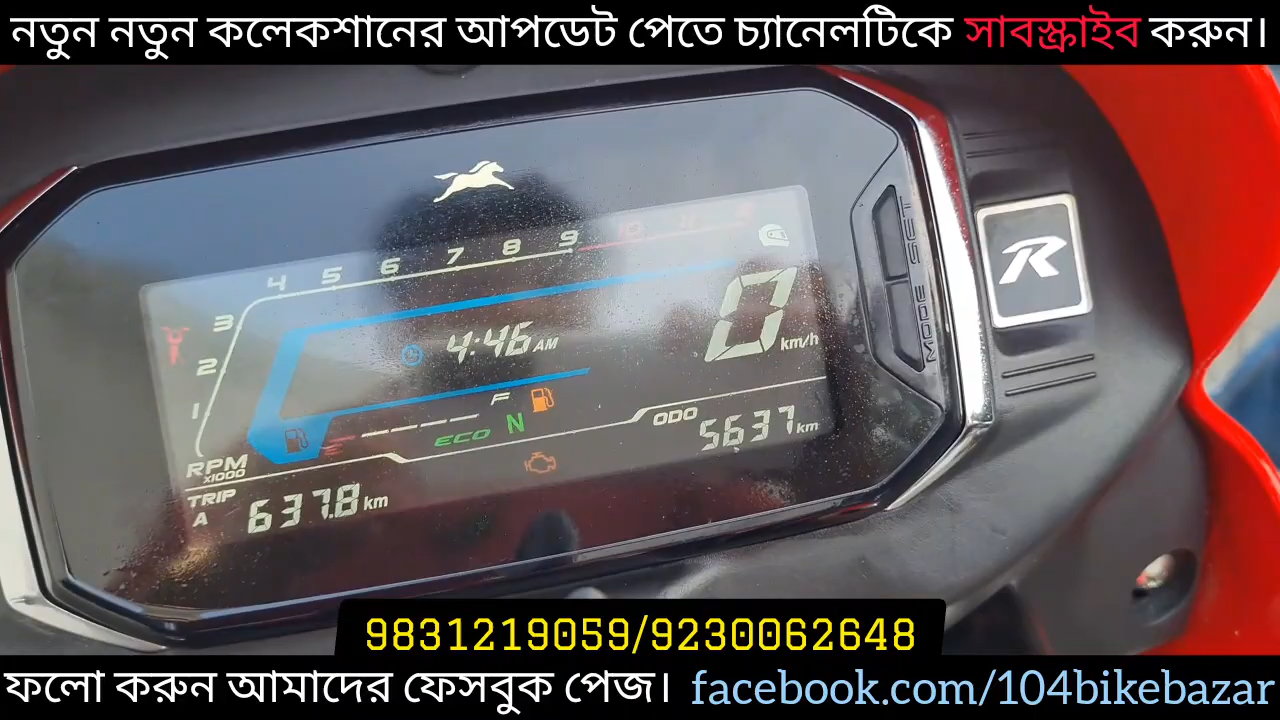 নতুন নতুন কলেকশানের আপডেট পেতে চ্যানেলটিকে সাবস্ক্রাইব করুন।
4 5 6 7 8 9 10 11
3
2
1
RPM
x1000
4:46 AM
0 km/h
F
ECO N
ODO
5637 km
TRIP
A
637.8 km
MODE SET
R
9831219059/9230062648
ফলো করুন আমাদের ফেসবুক পেজ। facebook.com/104bikebazar